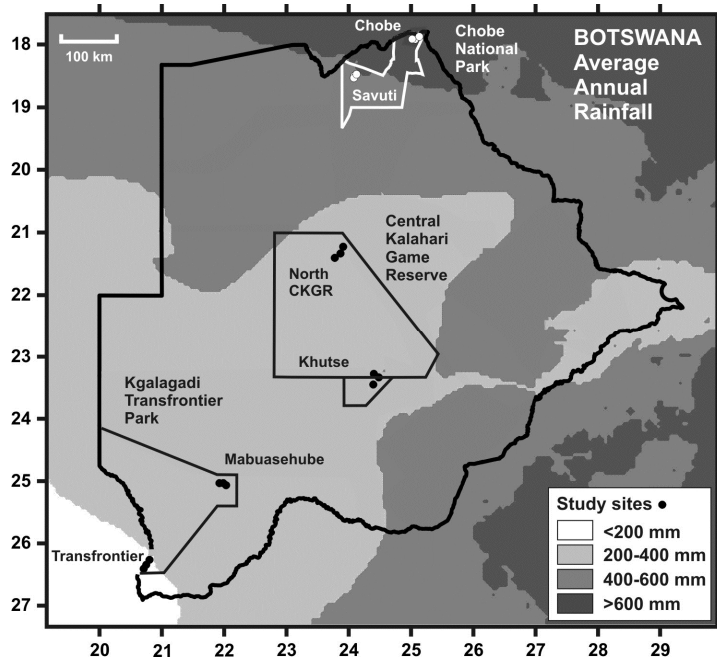 BOTSWANA
Average
Annual
Rainfall
100 km
Chobe
Chobe
National
Park
Savuti
Central
Kalahari
Game
Reserve
North
CKGR
Khutse
Kgalagadi
Transfrontier
Park
Mabuasehube
Transfrontier
Study sites
<200 mm
200-400 mm
400-600 mm
>600 mm
18
19
20
21
22
23
24
25
26
27
20
21
22
23
24
25
26
27
28
29